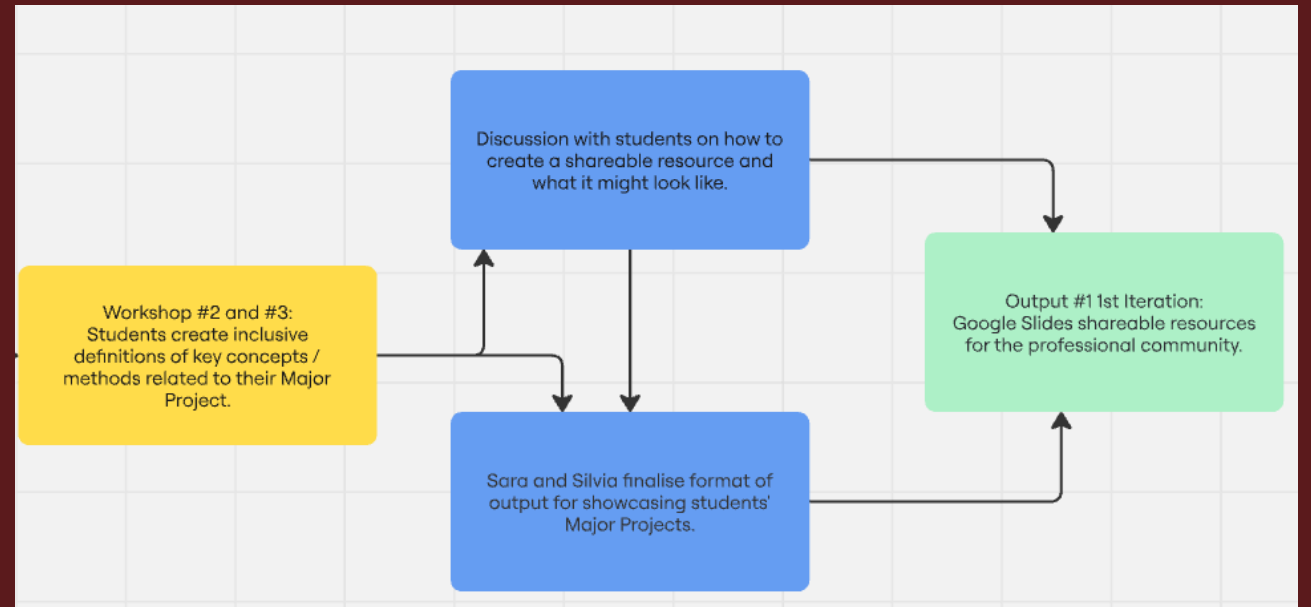 Discussion with students on how to
create a shareable resource and
what it might look like.
Workshop #2 and #3:
Students create inclusive
definitions of key concepts /
methods related to their Major
Project.
Output #1 1st Iteration:
Google Slides shareable resources
for the professional community.
Sara and Silvia finalise format of
output for showcasing students'
Major Projects.